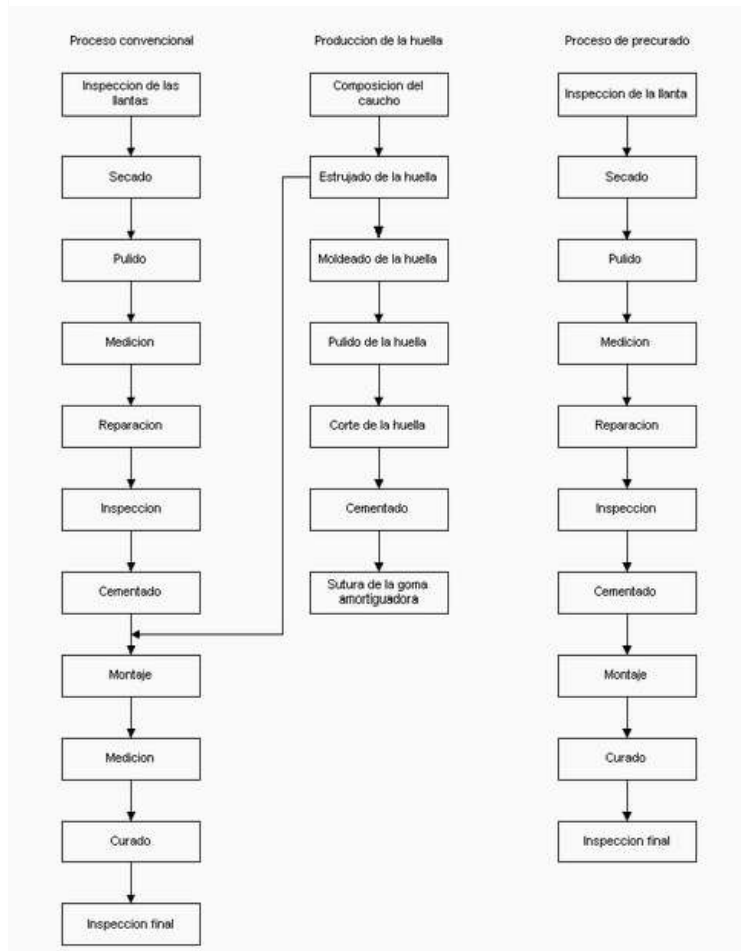 Proceso convencional
Inspeccion de las
llantas
Secado
Pulido
Medicion
Reparacion
Inspeccion
Cementado
Montaje
Medicion
Curado
Inspeccion final
Produccion de la huella
Composicion del
caucho
Estrujado de la huella
Moldeado de la huella
Pulido de la huella
Corte de la huella
Cementado
Sutura de la goma
amortiguadora
Proceso de precurado
Inspeccion de la llanta
Secado
Pulido
Medicion
Reparacion
Inspeccion
Cementado
Montaje
Curado
Inspeccion final